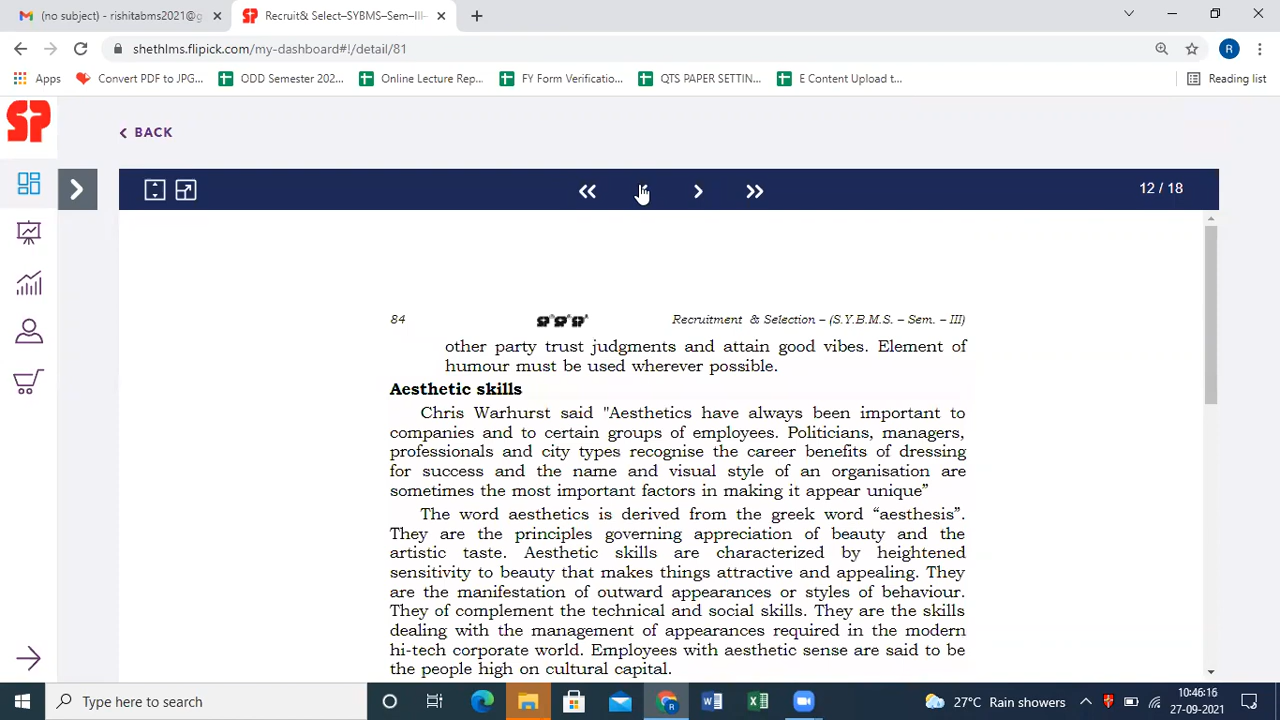 (no subject) - rishitabms2021@g
Recruit& Select–SYBMS–Sem–III–
shethlms.flipick.com/my-dashboard#!/detail/81
R
Apps
Convert PDF to JPG...
ODD Semester 202...
Online Lecture Rep...
FY Form Verificatio...
QTS PAPER SETTIN...
E Content Upload t...
Reading list
SP
BACK
12 / 18
84
Recruitment & Selection – (S.Y.B.M.S. – Sem. – III)
other party trust judgments and attain good vibes. Element of
humour must be used wherever possible.
Aesthetic skills
Chris Warhurst said "Aesthetics have always been important to
companies and to certain groups of employees. Politicians, managers,
professionals and city types recognise the career benefits of dressing
for success and the name and visual style of an organisation are
sometimes the most important factors in making it appear unique”
The word aesthetics is derived from the greek word “aesthesis”.
They are the principles governing appreciation of beauty and the
artistic taste. Aesthetic skills are characterized by heightened
sensitivity to beauty that makes things attractive and appealing. They
are the manifestation of outward appearances or styles of behaviour.
They of complement the technical and social skills. They are the skills
dealing with the management of appearances required in the modern
hi-tech corporate world. Employees with aesthetic sense are said to be
the people high on cultural capital.
Type here to search
27°C Rain showers
10:46:16
27-09-2021